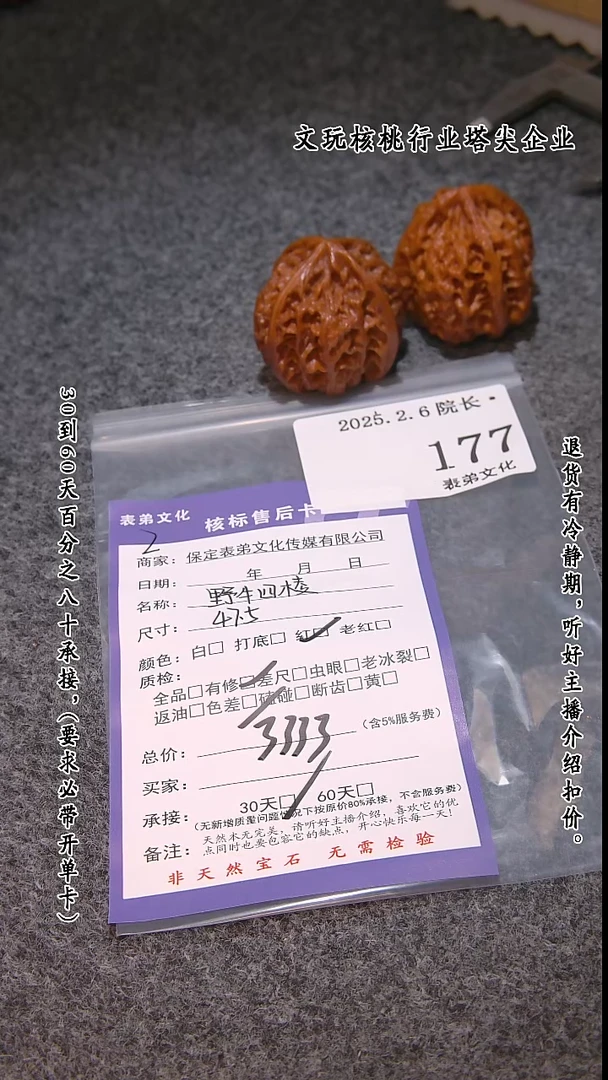 文玩核桃行业塔尖企业
30到60天百分之八十承接，（要求必带开单卡）
退货有冷静期，听好主播介绍扣价。
2025.2.6 院长
177
表弟文化
表弟文化 核标售后卡
2
商家：保定表弟文化传媒有限公司
日期： 年 月 日
名称：野牛四楼
尺寸：47.5
颜色：白□ 打底□ 红□ 老红□
质检：
全品□有修□差尺□虫眼□老冰裂□
返油□色差□磕碰□断齿□黄□
总价：3333（含5%服务费）
买家：
承接：30天□ 60天□
（无新增质量问题情况下按原价80%承接，不含服务费）
备注：天然本无完美，请听好主播介绍，喜欢它的优
点同时也要包容它的缺点，开心快乐每一天！
非天然宝石 无需检验